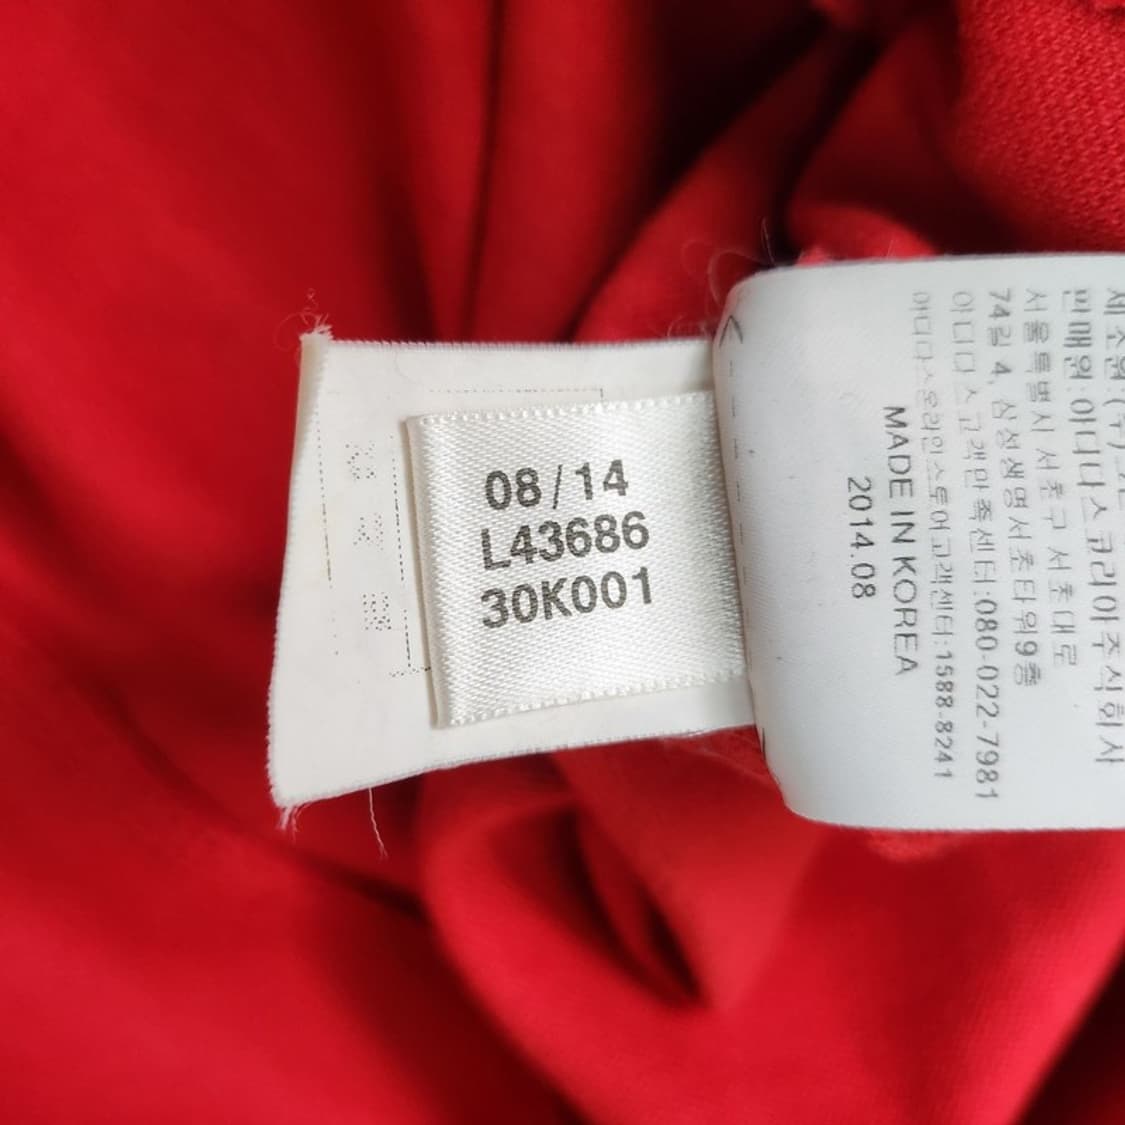 08/14
L43686
30K001
판매원:아디다스코리아주식회사
서울특별시 서초구 서초대로
74길 4, 삼성생명서초타워9층
아디다스고객만족센터:080-022-7981
아디다스온라인스토어고객센터:1588-8241
MADE IN KOREA
2014.08